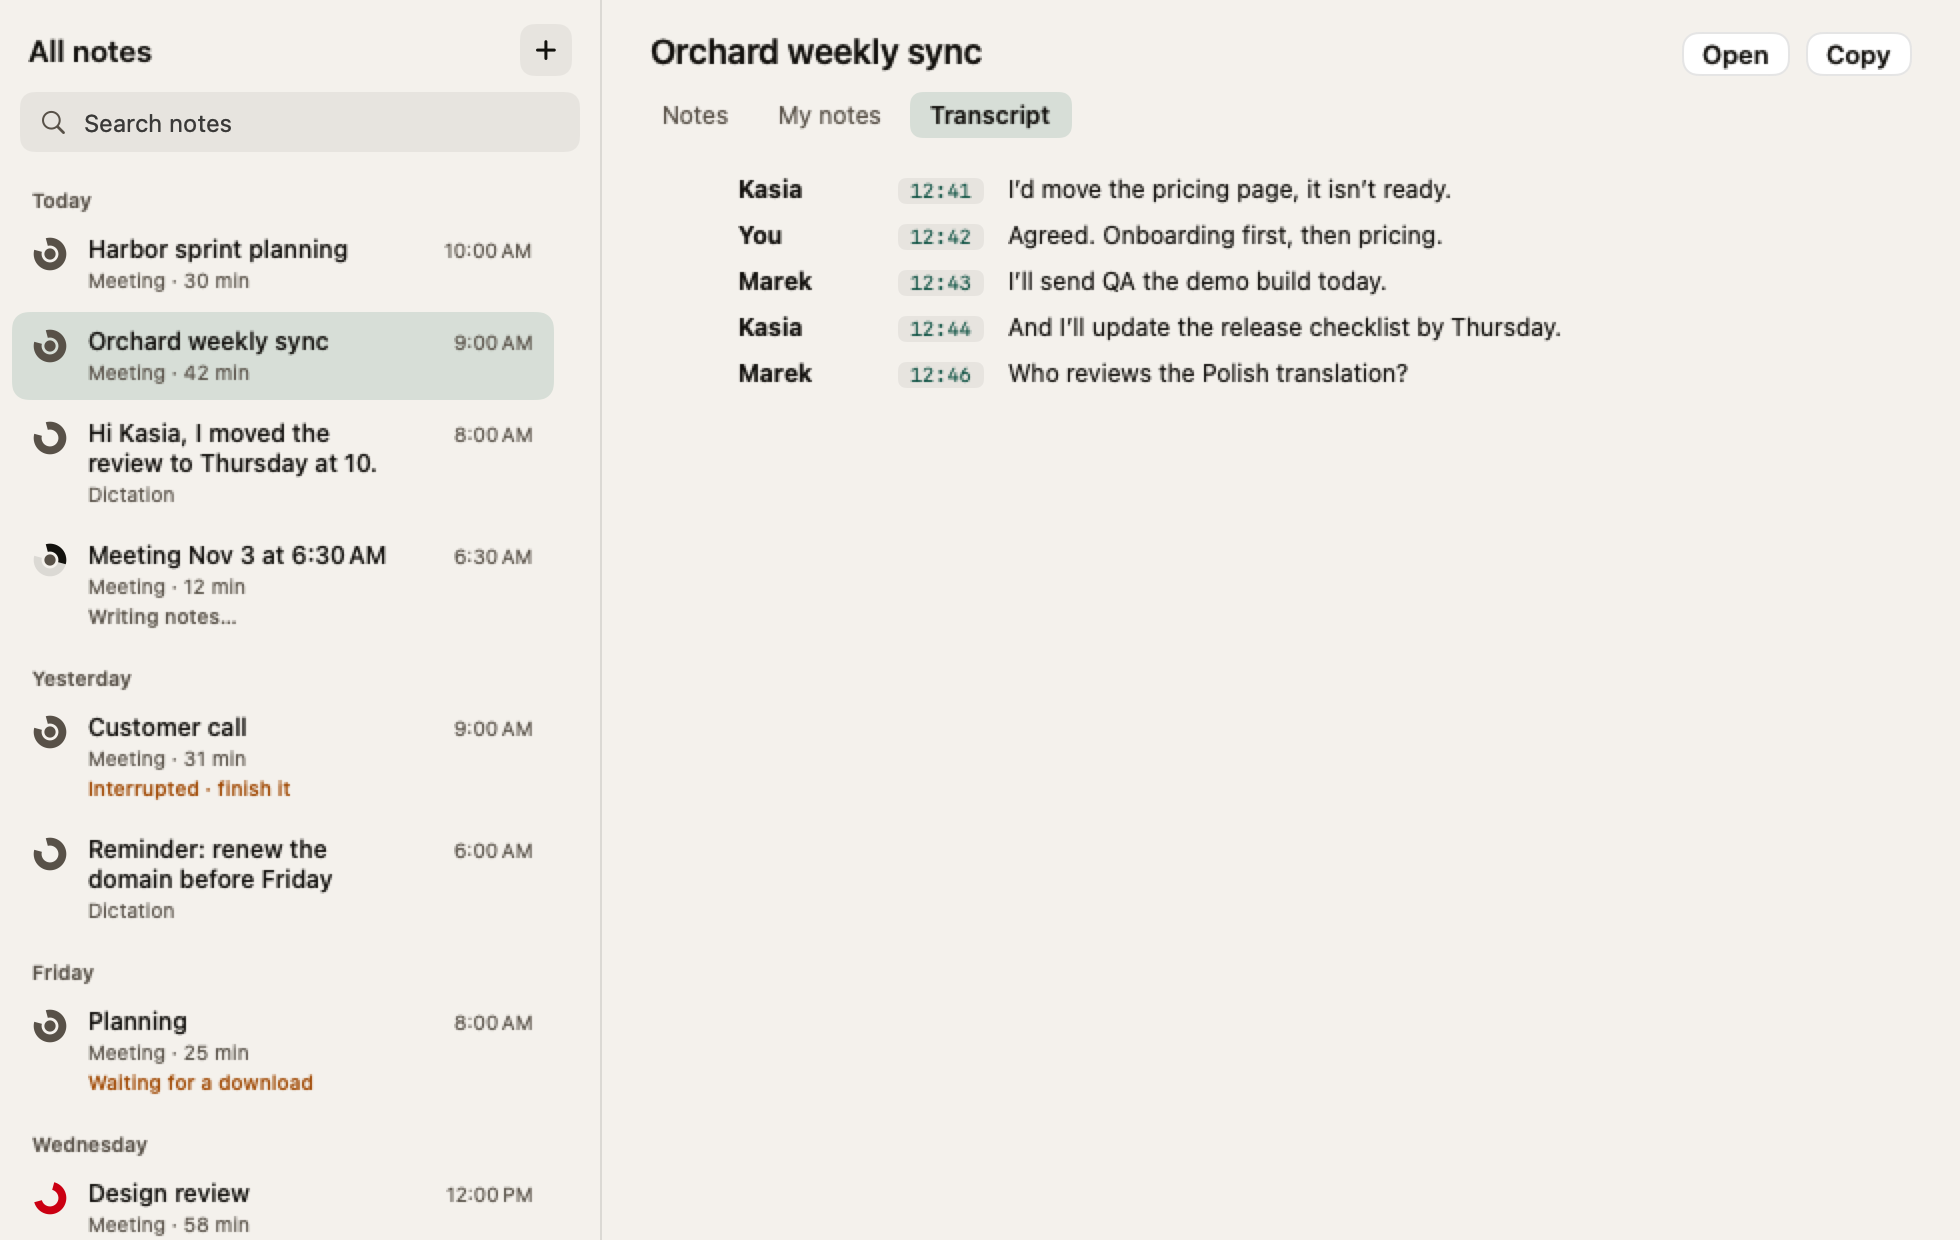 All notes
+
Search notes
Today
Harbor sprint planning 10:00 AM
Meeting · 30 min
Orchard weekly sync 9:00 AM
Meeting · 42 min
Hi Kasia, I moved the 8:00 AM
review to Thursday at 10.
Dictation
Meeting Nov 3 at 6:30 AM 6:30 AM
Meeting · 12 min
Writing notes…
Yesterday
Customer call 9:00 AM
Meeting · 31 min
Interrupted · finish it
Reminder: renew the 6:00 AM
domain before Friday
Dictation
Friday
Planning 8:00 AM
Meeting · 25 min
Waiting for a download
Wednesday
Design review 12:00 PM
Meeting · 58 min
Orchard weekly sync
Open Copy
Notes My notes Transcript
Kasia 12:41 I’d move the pricing page, it isn’t ready.
You 12:42 Agreed. Onboarding first, then pricing.
Marek 12:43 I’ll send QA the demo build today.
Kasia 12:44 And I’ll update the release checklist by Thursday.
Marek 12:46 Who reviews the Polish translation?